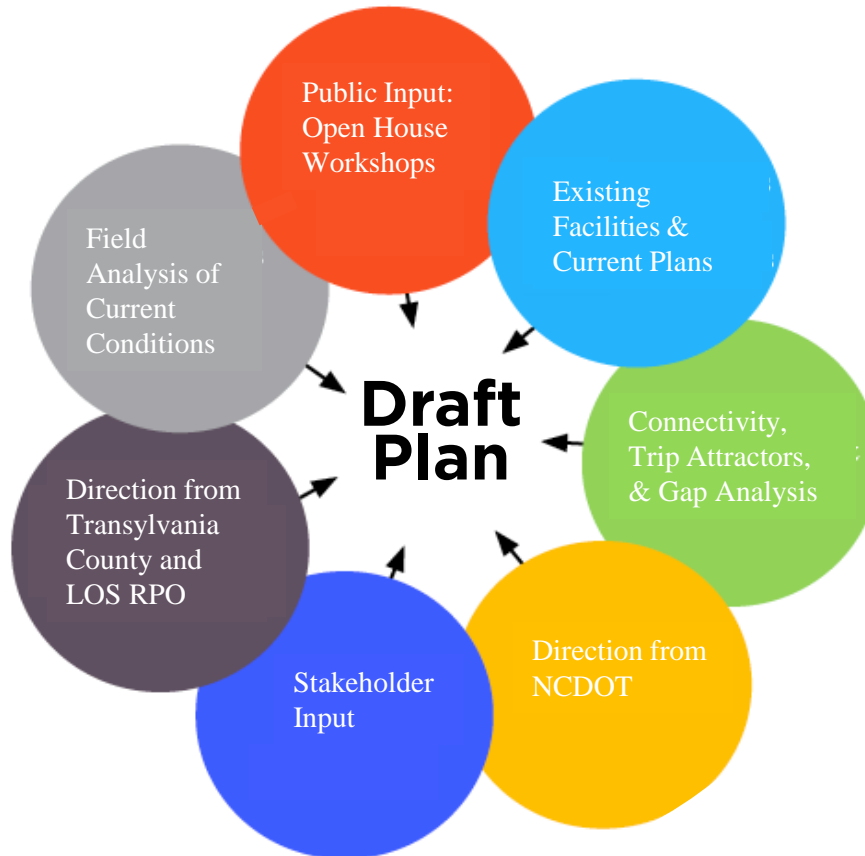 Public Input:
Open House
Workshops
Existing
Facilities &
Current Plans
Connectivity,
Trip Attractors,
& Gap Analysis
Direction from
NCDOT
Stakeholder
Input
Direction from
Transylvania
County and
LOS RPO
Field
Analysis of
Current
Conditions
Draft
Plan